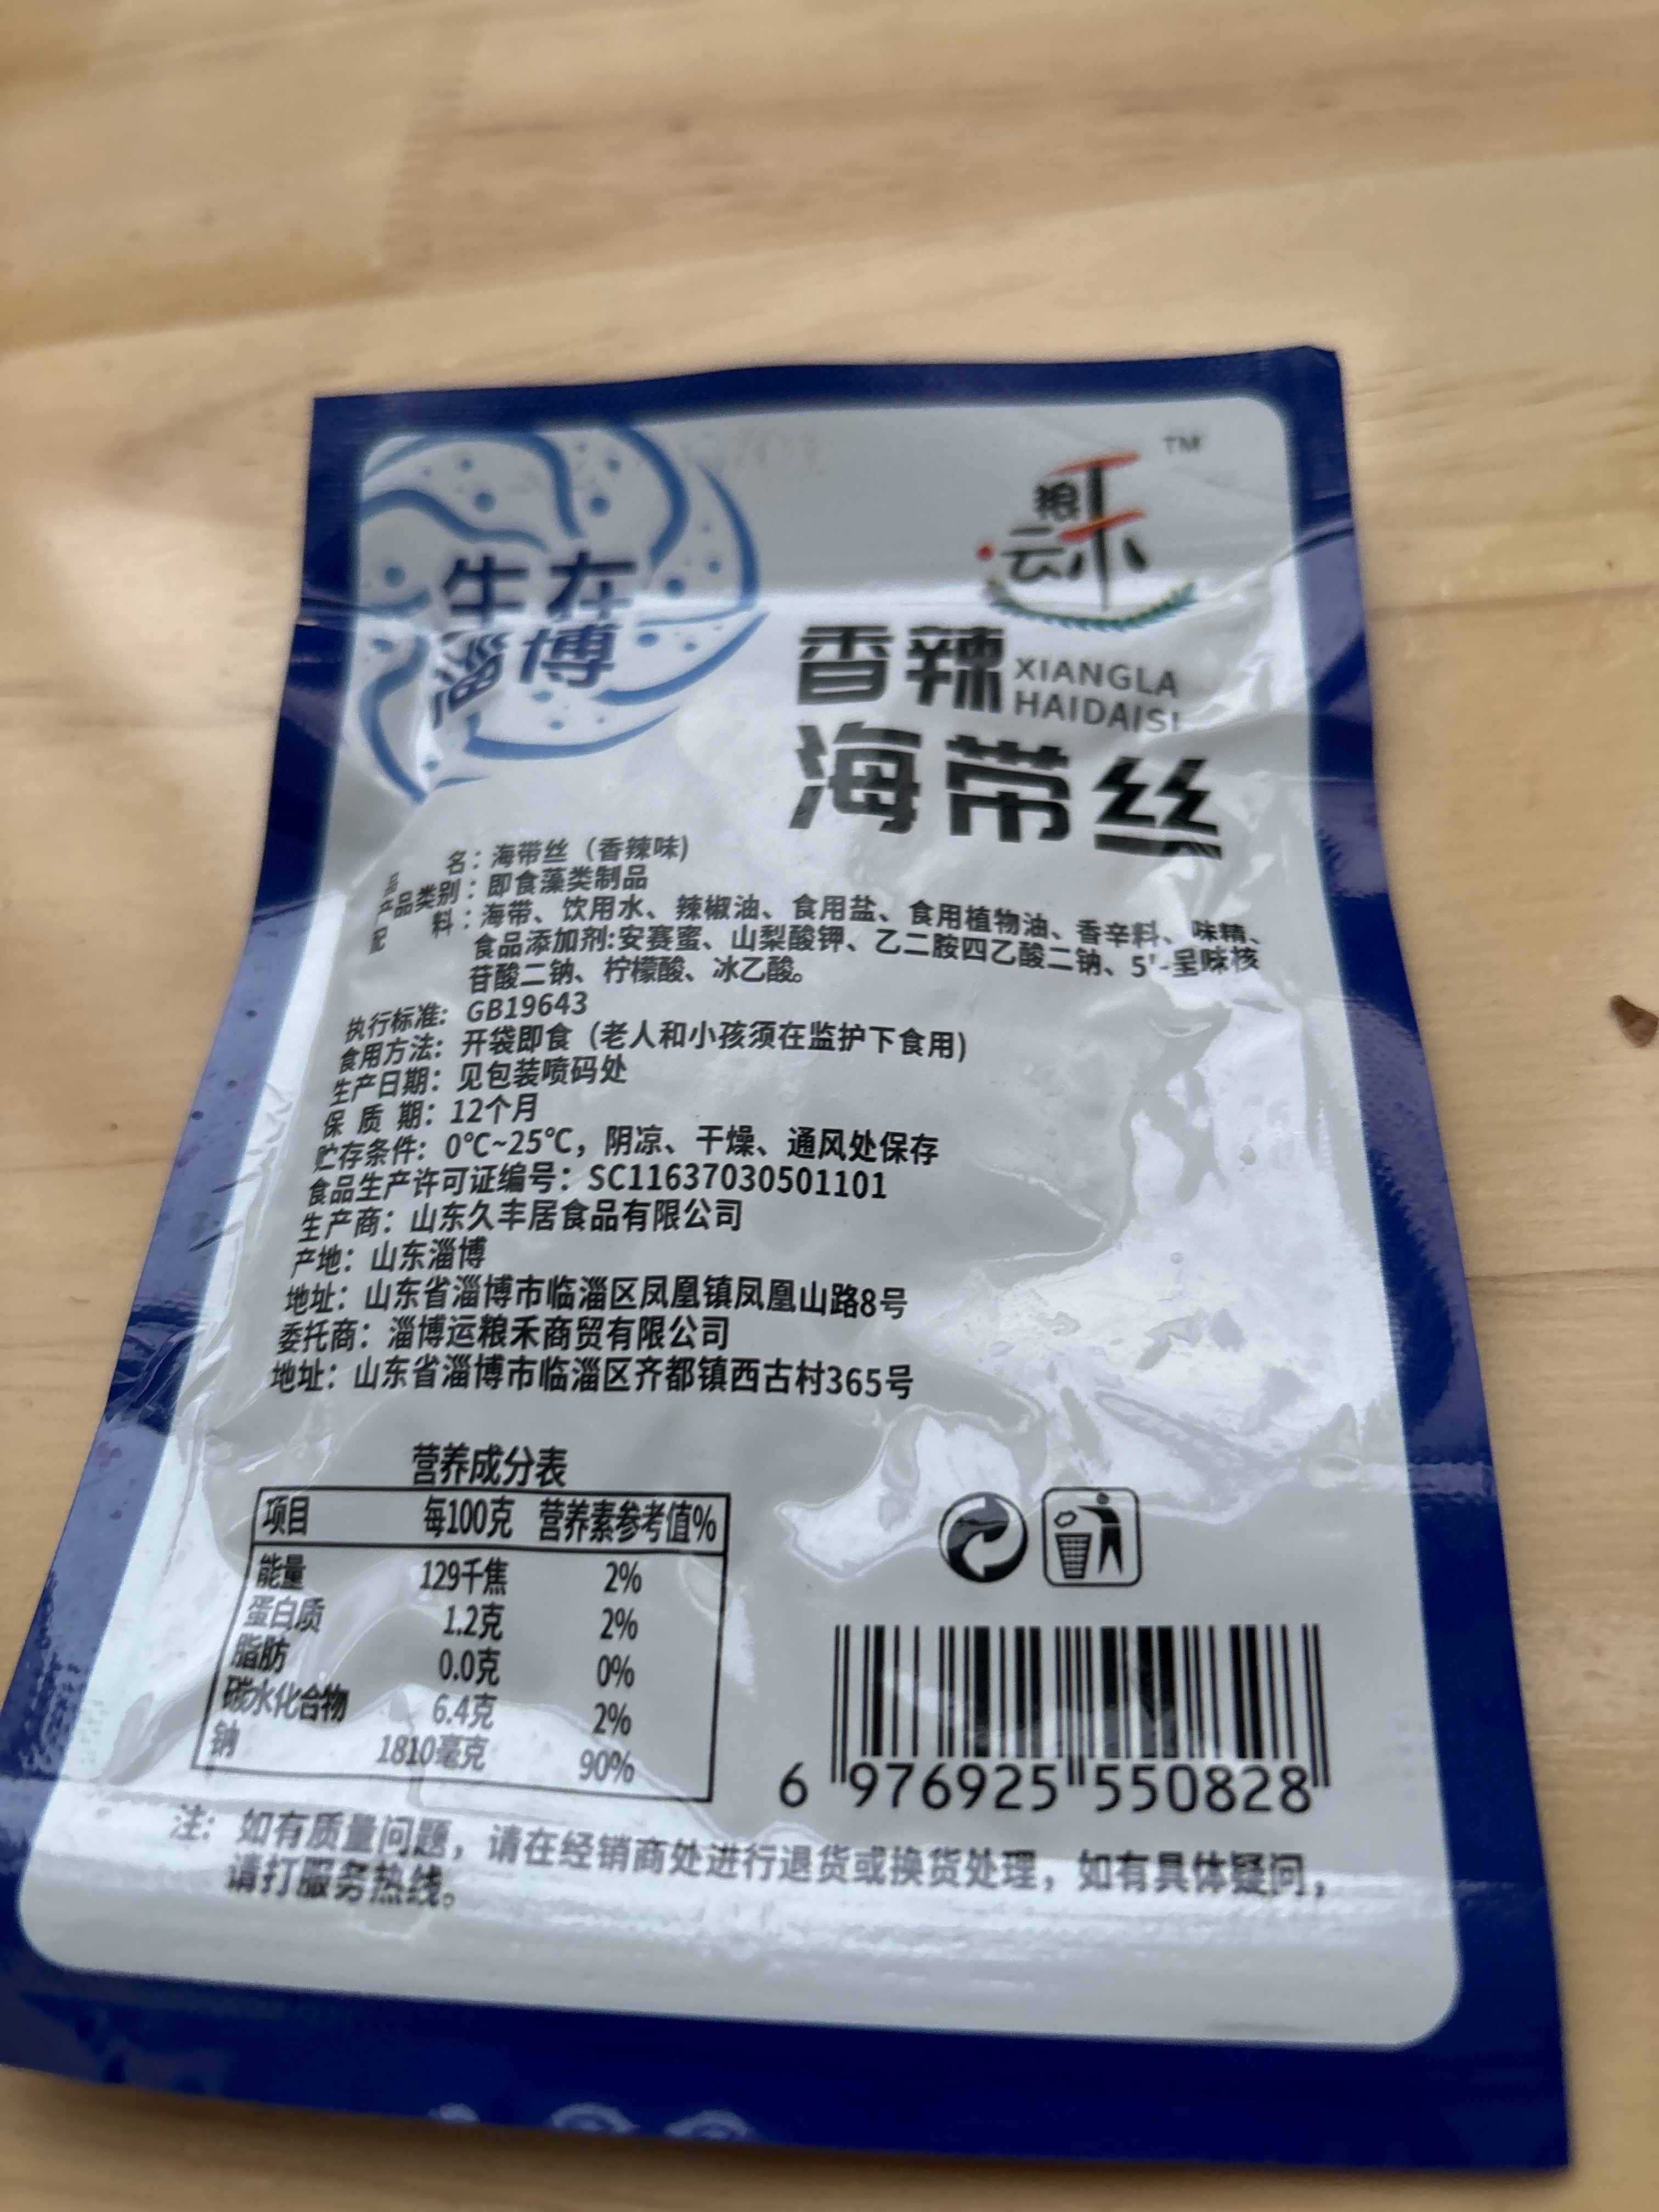 牛在
淄博
粮
云禾
TM
香辣
XIANGLA
HAIDAISI
海带丝
品 名：海带丝（香辣味）
产品类别：即食藻类制品
配 料：海带、饮用水、辣椒油、食用盐、食用植物油、香辛料、味精、
食品添加剂:安赛蜜、山梨酸钾、乙二胺四乙酸二钠、5'-呈味核
苷酸二钠、柠檬酸、冰乙酸。
执行标准：GB19643
食用方法：开袋即食（老人和小孩须在监护下食用）
生产日期：见包装喷码处
保 质 期：12个月
贮存条件：0℃~25℃，阴凉、干燥、通风处保存
食品生产许可证编号：SC11637030501101
生产商：山东久丰居食品有限公司
产地：山东淄博
地址：山东省淄博市临淄区凤凰镇凤凰山路8号
委托商：淄博运粮禾商贸有限公司
地址：山东省淄博市临淄区齐都镇西古村365号
营养成分表
项目 每100克 营养素参考值%
能量 129千焦 2%
蛋白质 1.2克 2%
脂肪 0.0克 0%
碳水化合物 6.4克 2%
钠 1810毫克 90%
6 976925 550828
注：如有质量问题，请在经销商处进行退货或换货处理，如有具体疑问，
请打服务热线。